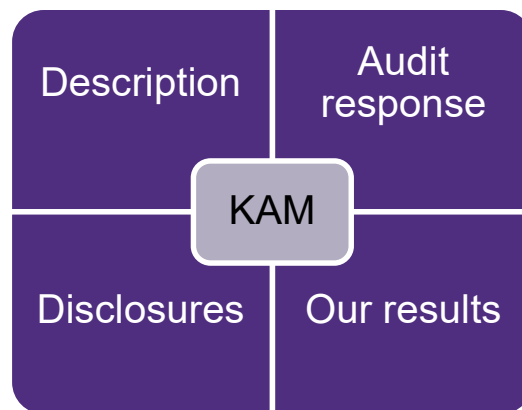 Description
Audit
response
KAM
Disclosures
Our results